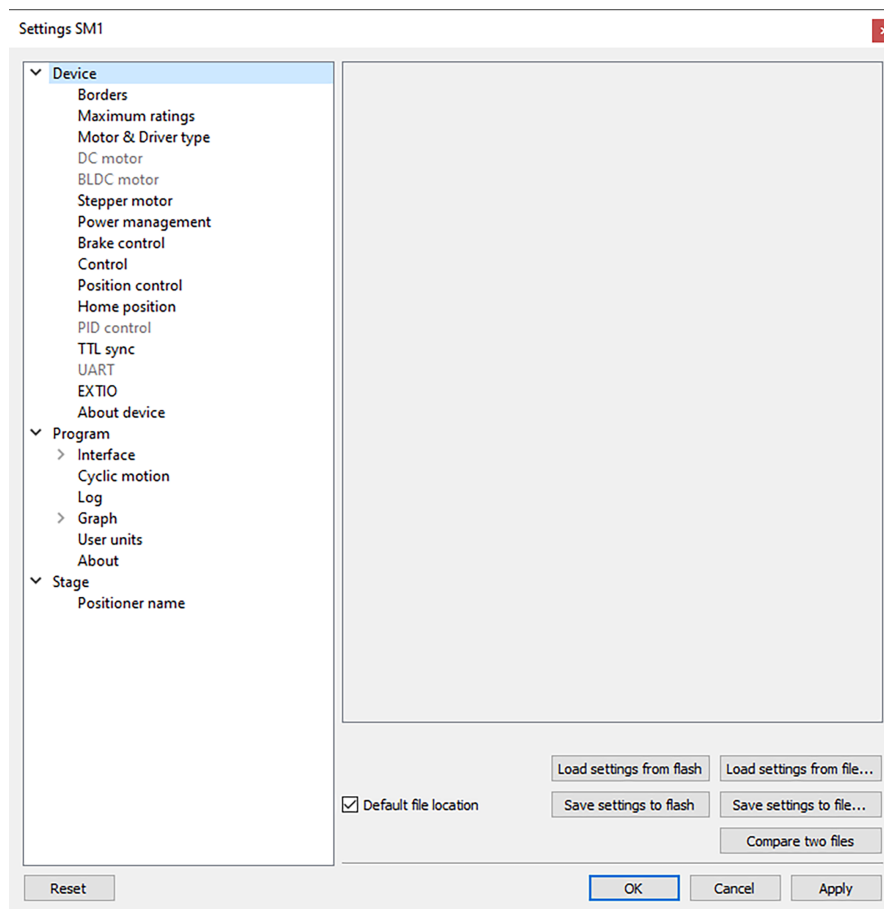 Settings SM1
Device
Borders
Maximum ratings
Motor & Driver type
DC motor
BLDC motor
Stepper motor
Power management
Brake control
Control
Position control
Home position
PID control
TTL sync
UART
EXTIO
About device
Program
Interface
Cyclic motion
Log
Graph
User units
About
Stage
Positioner name
Load settings from flash
Load settings from file...
Default file location
Save settings to flash
Save settings to file...
Compare two files
Reset
OK
Cancel
Apply